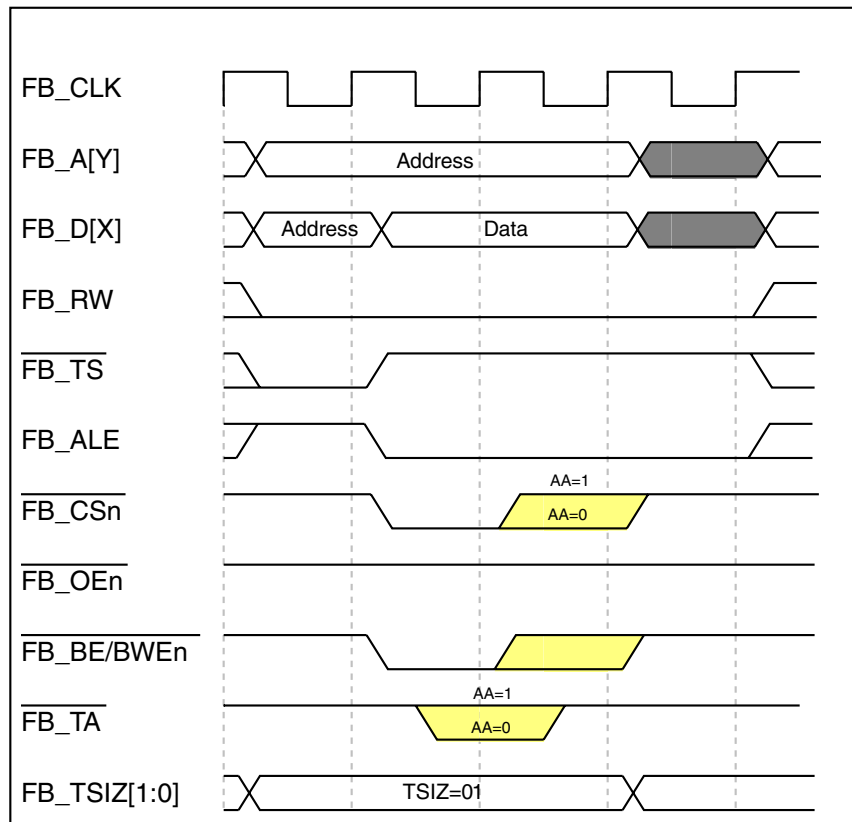 FB_CLK
FB_A[Y]
Address
FB_D[X]
Address
Data
FB_RW
FB_TS
FB_ALE
FB_CSn
AA=1
AA=0
FB_OEn
FB_BE/BWEn
FB_TA
AA=1
AA=0
FB_TSIZ[1:0]
TSIZ=01